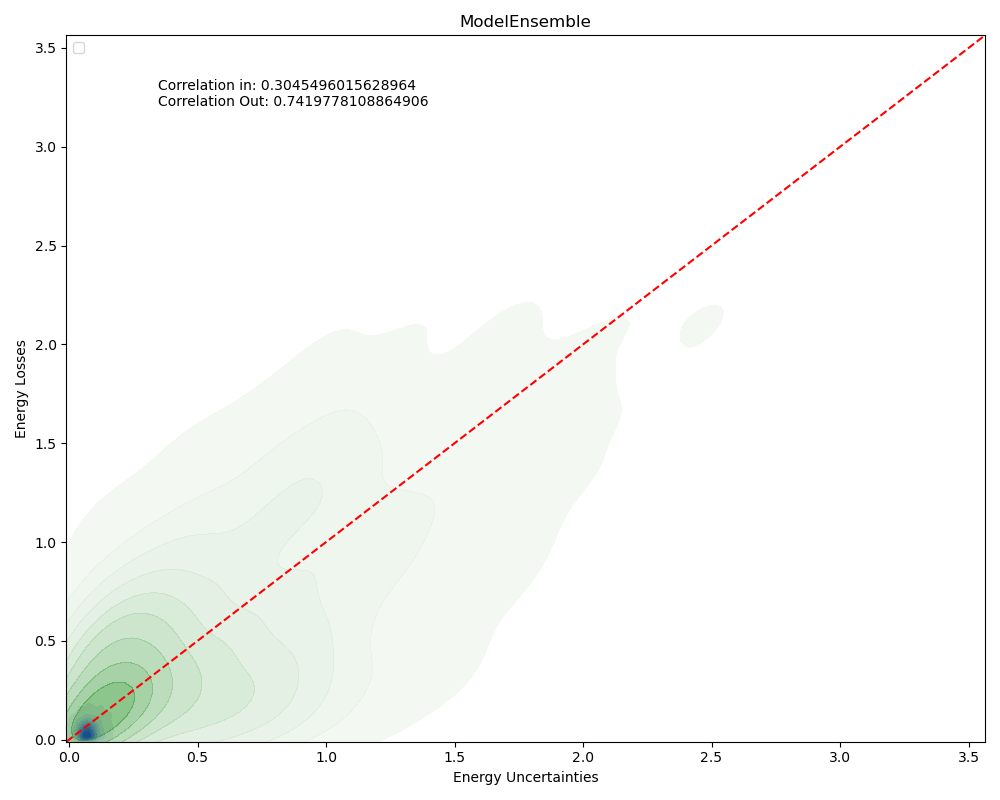 ModelEnsemble
Correlation in: 0.3045496015628964
Correlation Out: 0.7419778108864906
Energy Losses
3.5
3.0
2.5
2.0
1.5
1.0
0.5
0.0
0.0 0.5 1.0 1.5 2.0 2.5 3.0 3.5
Energy Uncertainties